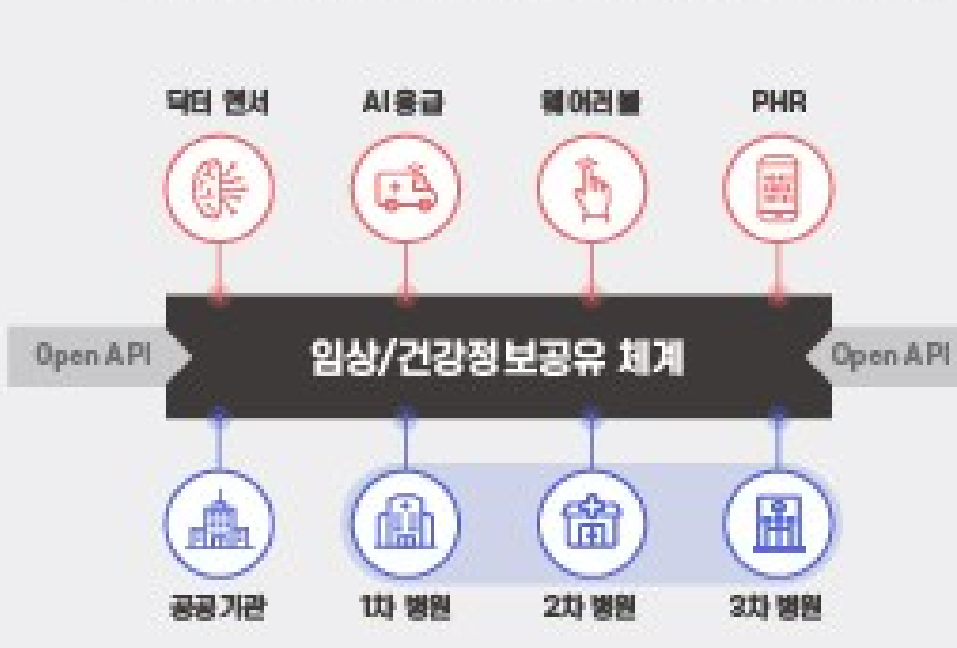 닥터 앤서
AI응급
웨어러블
PHR
Open API
임상/건강정보공유 체계
Open API
공공기관
1차 병원
2차 병원
3차 병원